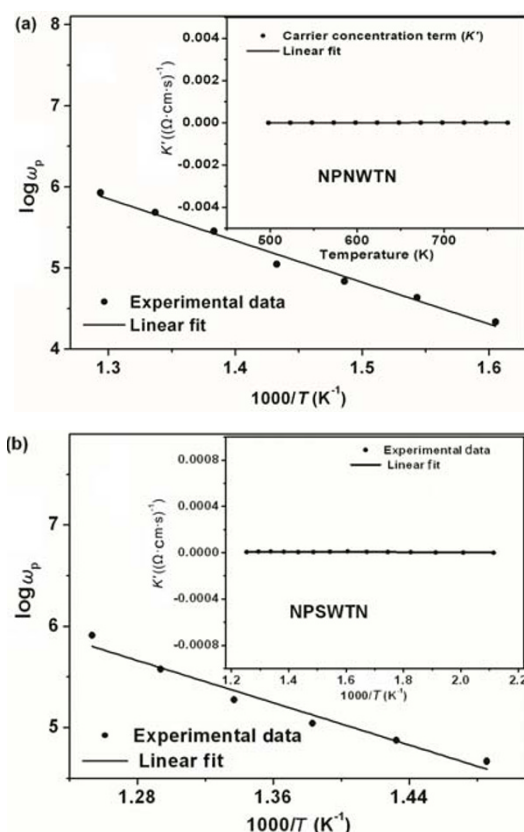 (a)
8
7
6
5
4
log ωp
1.3
1.4
1.5
1.6
1000/T (K-1)
Experimental data
Linear fit
0.004
0.002
0.000
-0.002
-0.004
K'((Ω·cm·s)-1)
Carrier concentration term (K')
Linear fit
NPNWTN
500
600
700
Temperature (K)
(b)
7
6
5
log ωp
1.28
1.36
1.44
1000/T (K-1)
Experimental data
Linear fit
0.0008
0.0004
0.0000
-0.0004
-0.0008
K'((Ω·cm·s)-1)
Experimental data
Linear fit
NPSWTN
1.2
1.4
1.6
1.8
2.0
2.2
1000/T (K-1)